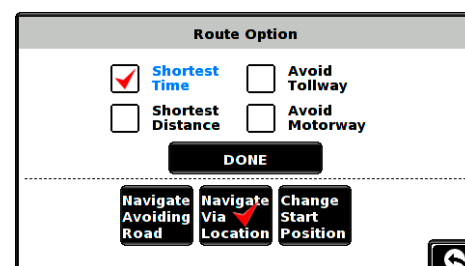 Route Option
Shortest
Time
Avoid
Tollway
Shortest
Distance
Avoid
Motorway
DONE
Navigate
Avoiding
Road
Navigate
Via
Location
Change
Start
Position